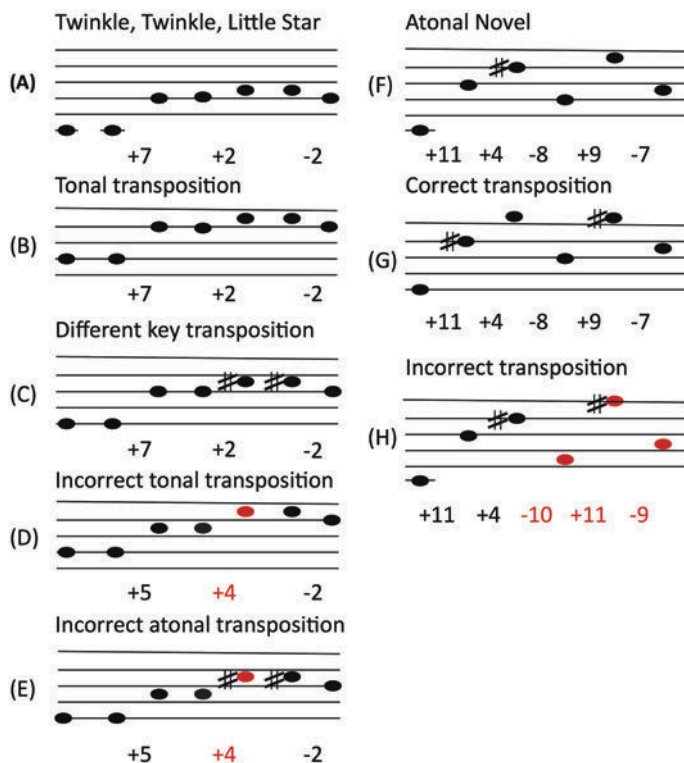 Twinkle, Twinkle, Little Star
(A)
+7 +2 -2
Tonal transposition
(B)
+7 +2 -2
Different key transposition
(C)
+7 +2 -2
Incorrect tonal transposition
(D)
+5 +4 -2
Incorrect atonal transposition
(E)
+5 +4 -2
Atonal Novel
(F)
+11 +4 -8 +9 -7
Correct transposition
(G)
+11 +4 -8 +9 -7
Incorrect transposition
(H)
+11 +4 -10 +11 -9